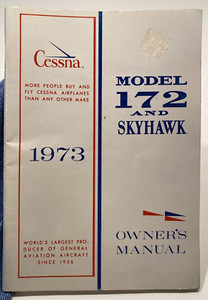 Cessna
MORE PEOPLE BUY AND
FLY CESSNA AIRPLANES
THAN ANY OTHER MAKE
1973
WORLD'S LARGEST PRO-
DUCER OF GENERAL
AVIATION AIRCRAFT
SINCE 1956
MODEL
172
AND
SKYHAWK
OWNER'S
MANUAL